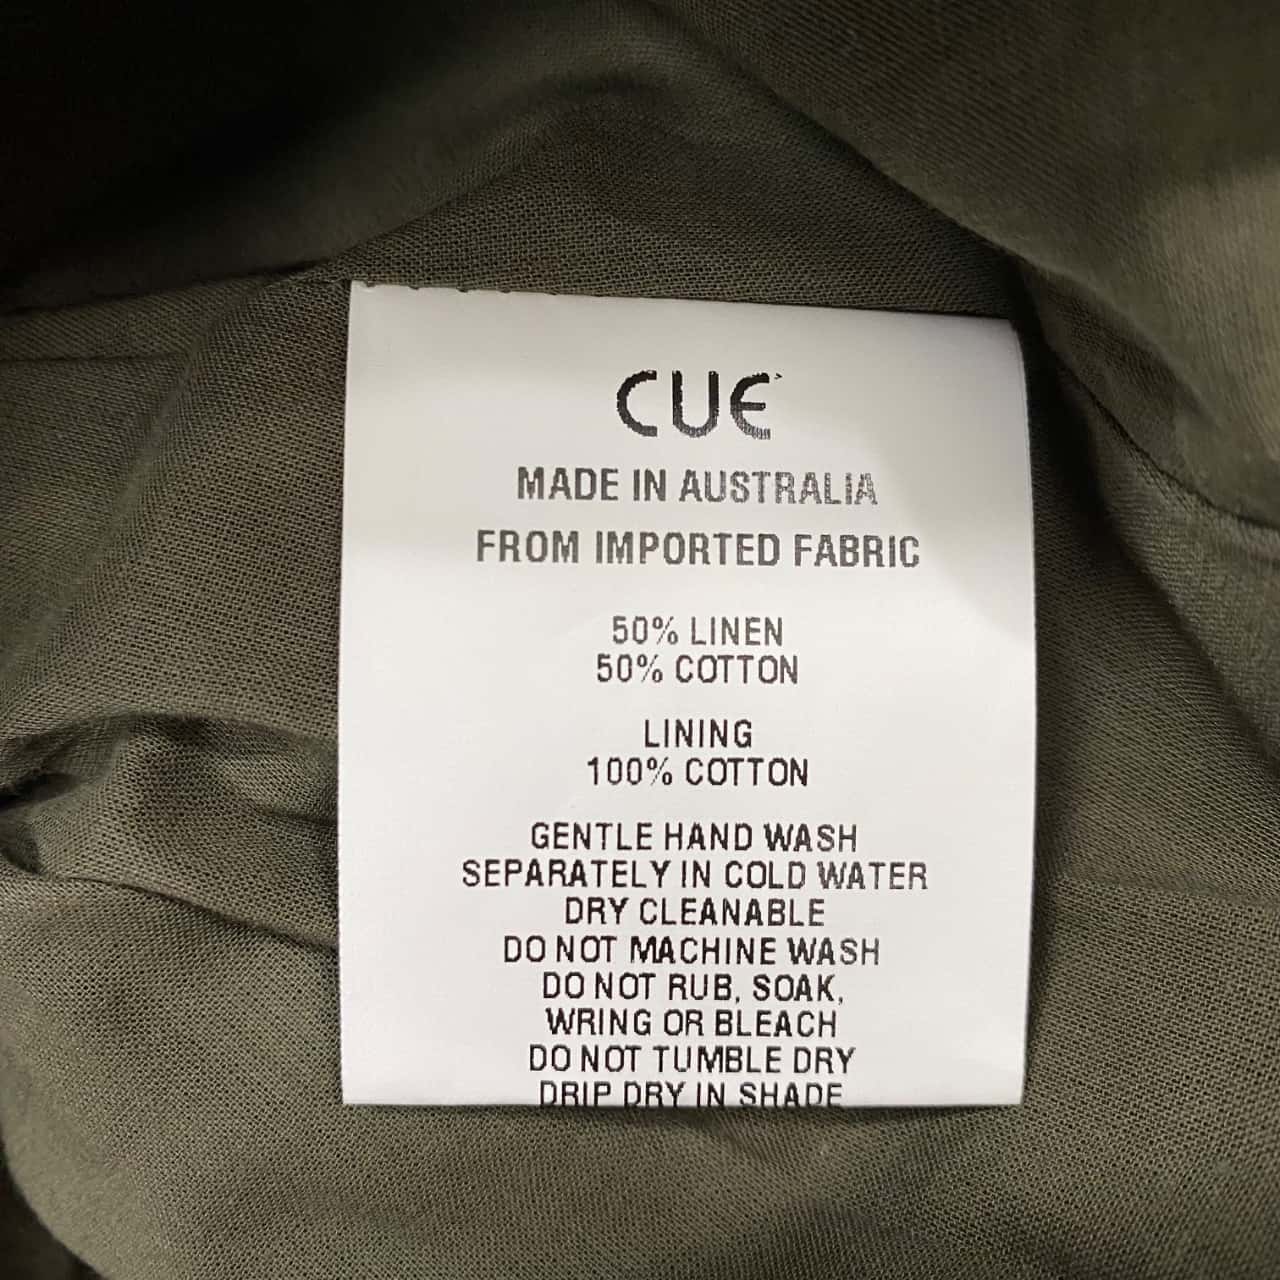 CUE
MADE IN AUSTRALIA
FROM IMPORTED FABRIC
50% LINEN
50% COTTON
LINING
100% COTTON
GENTLE HAND WASH
SEPARATELY IN COLD WATER
DRY CLEANABLE
DO NOT MACHINE WASH
DO NOT RUB, SOAK,
WRING OR BLEACH
DO NOT TUMBLE DRY
DRIP DRY IN SHADE